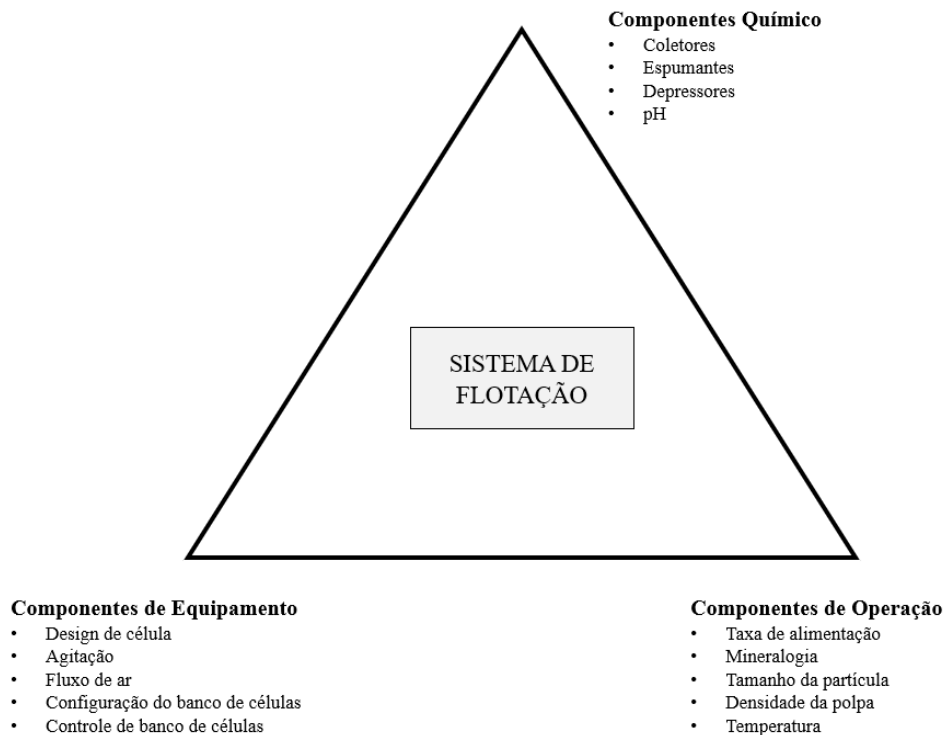 Componentes Químico
• Coletores
• Espumantes
• Depressores
• pH
SISTEMA DE
FLOTAÇÃO
Componentes de Equipamento
• Design de célula
• Agitação
• Fluxo de ar
• Configuração do banco de células
• Controle de banco de células
Componentes de Operação
• Taxa de alimentação
• Mineralogia
• Tamanho da partícula
• Densidade da polpa
• Temperatura